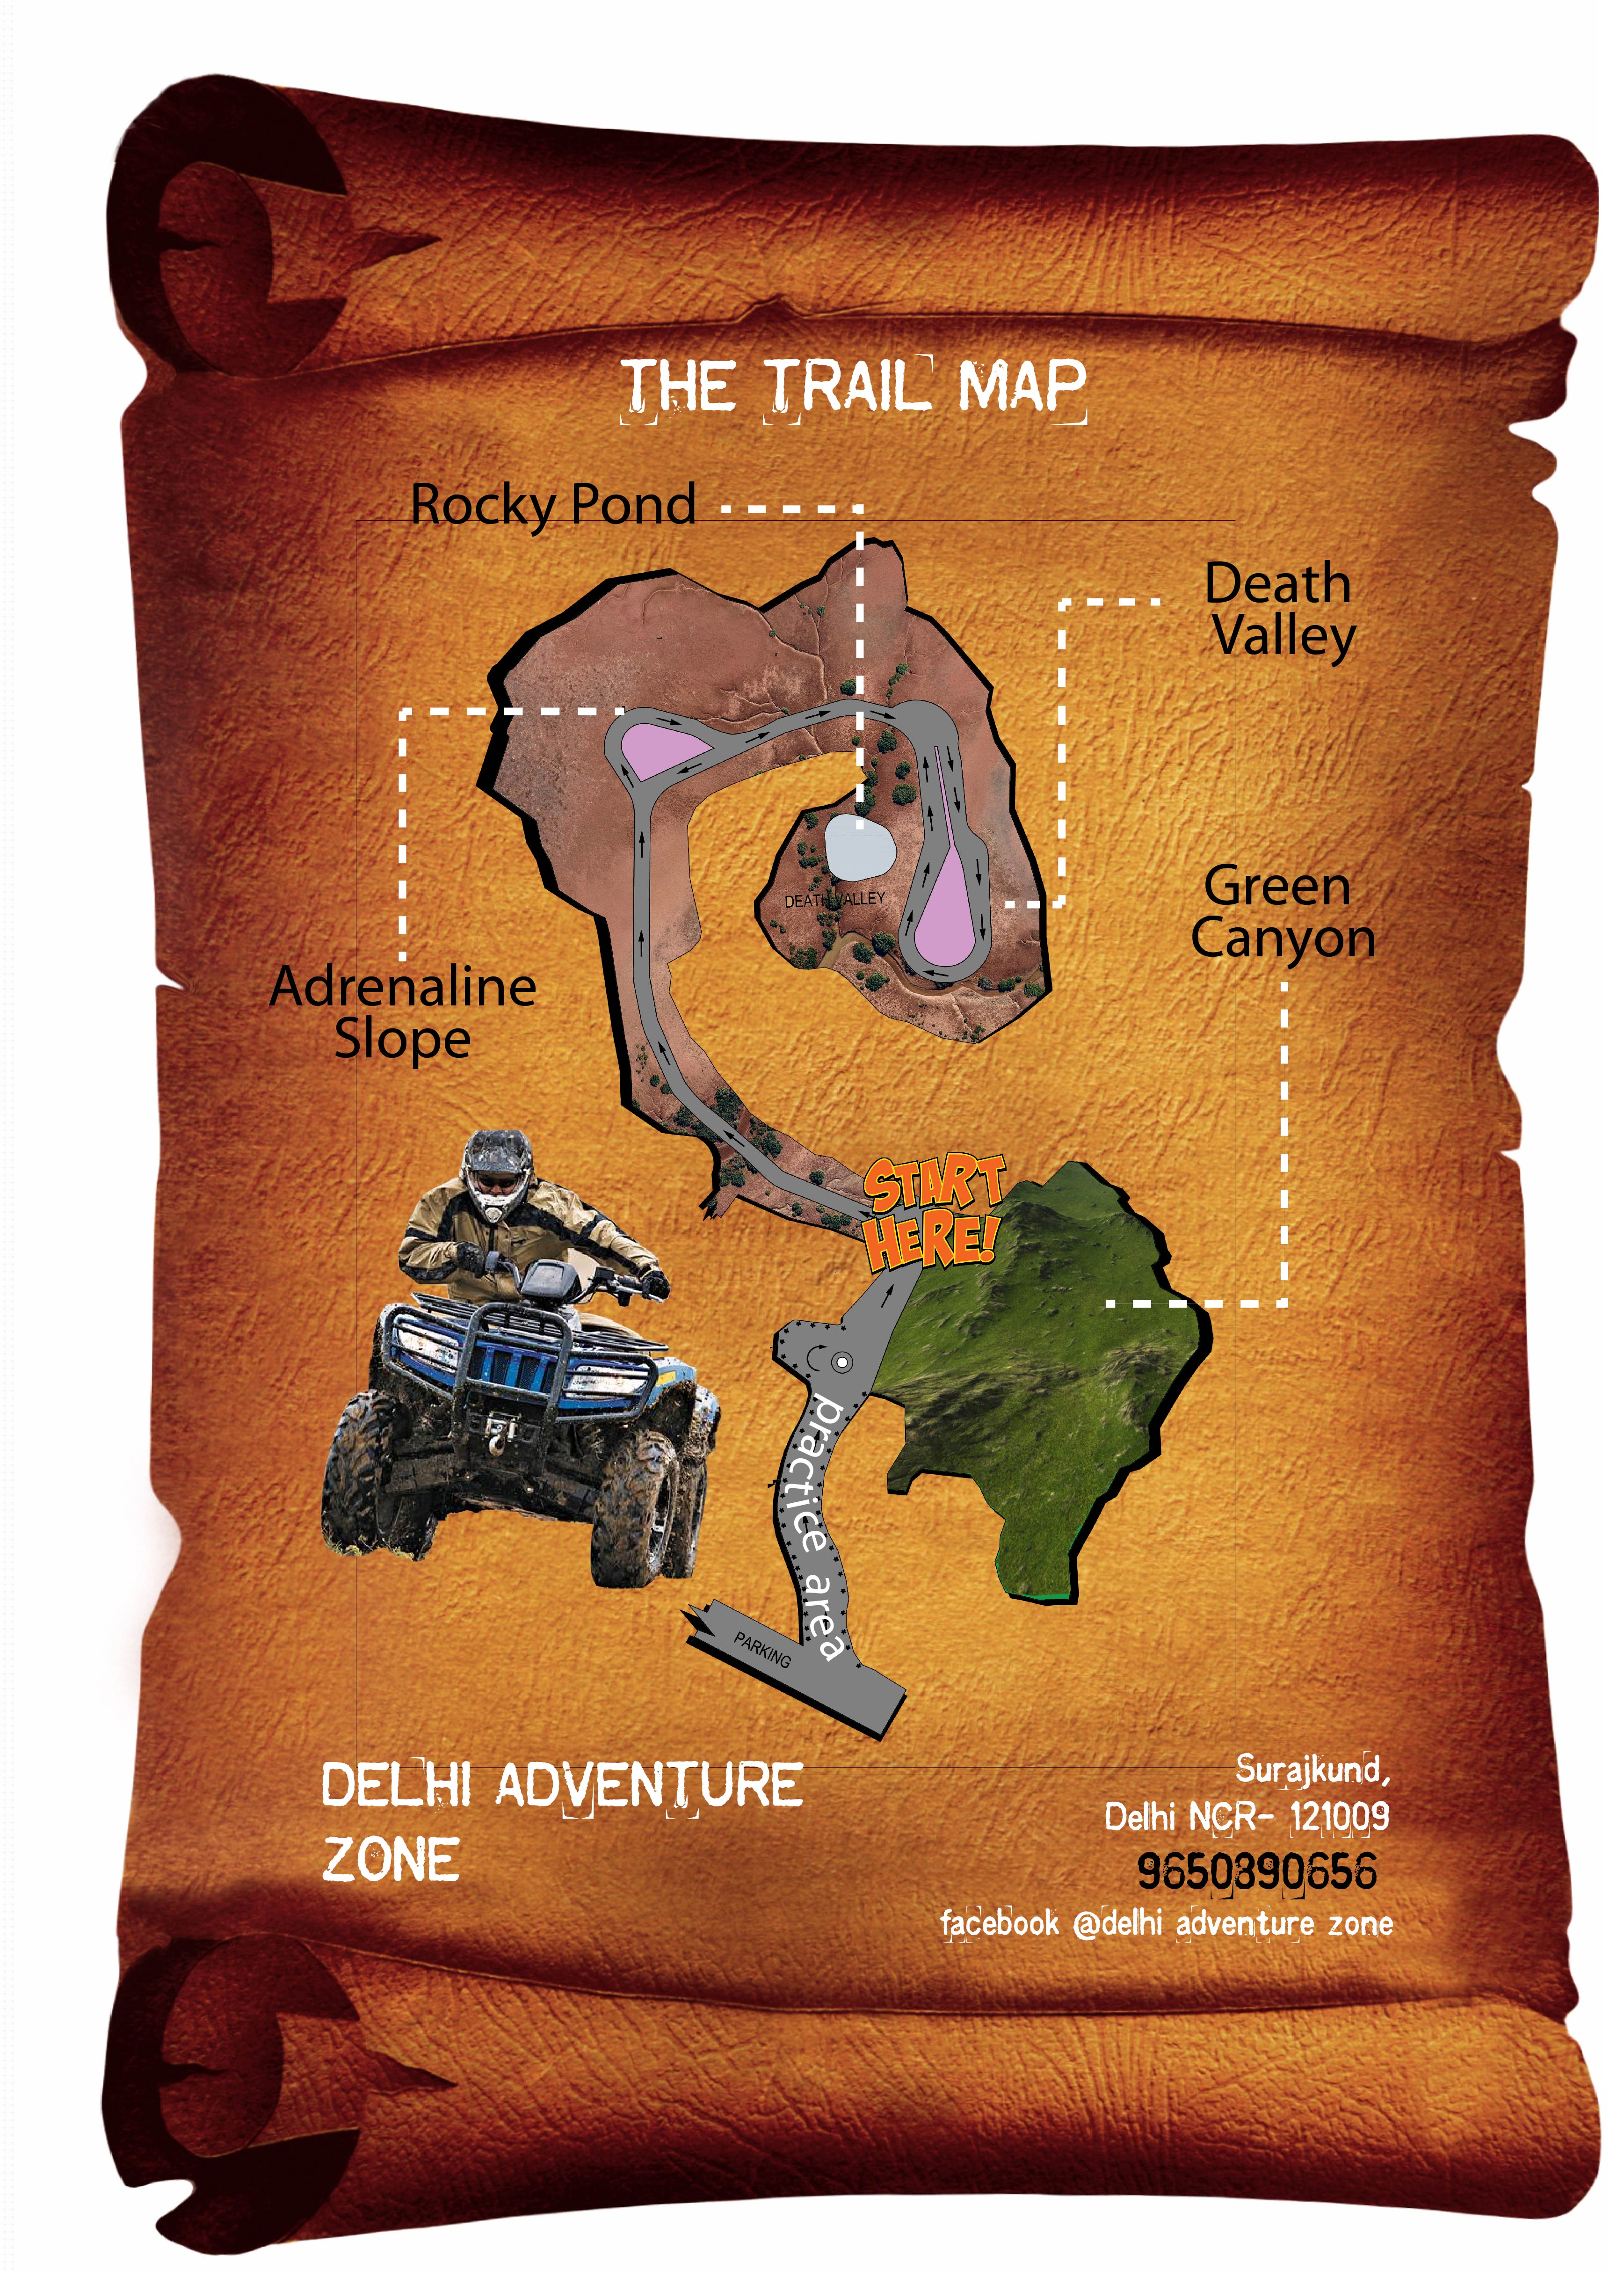 THE TRAIL MAP
Rocky Pond
Death
Valley
DEATH VALLEY
Green
Canyon
Adrenaline
Slope
START
HERE!
practice area
PARKING
DELHI ADVENTURE
ZONE
Surajkund,
Delhi NCR- 121009
9650890656
facebook @delhi adventure zone